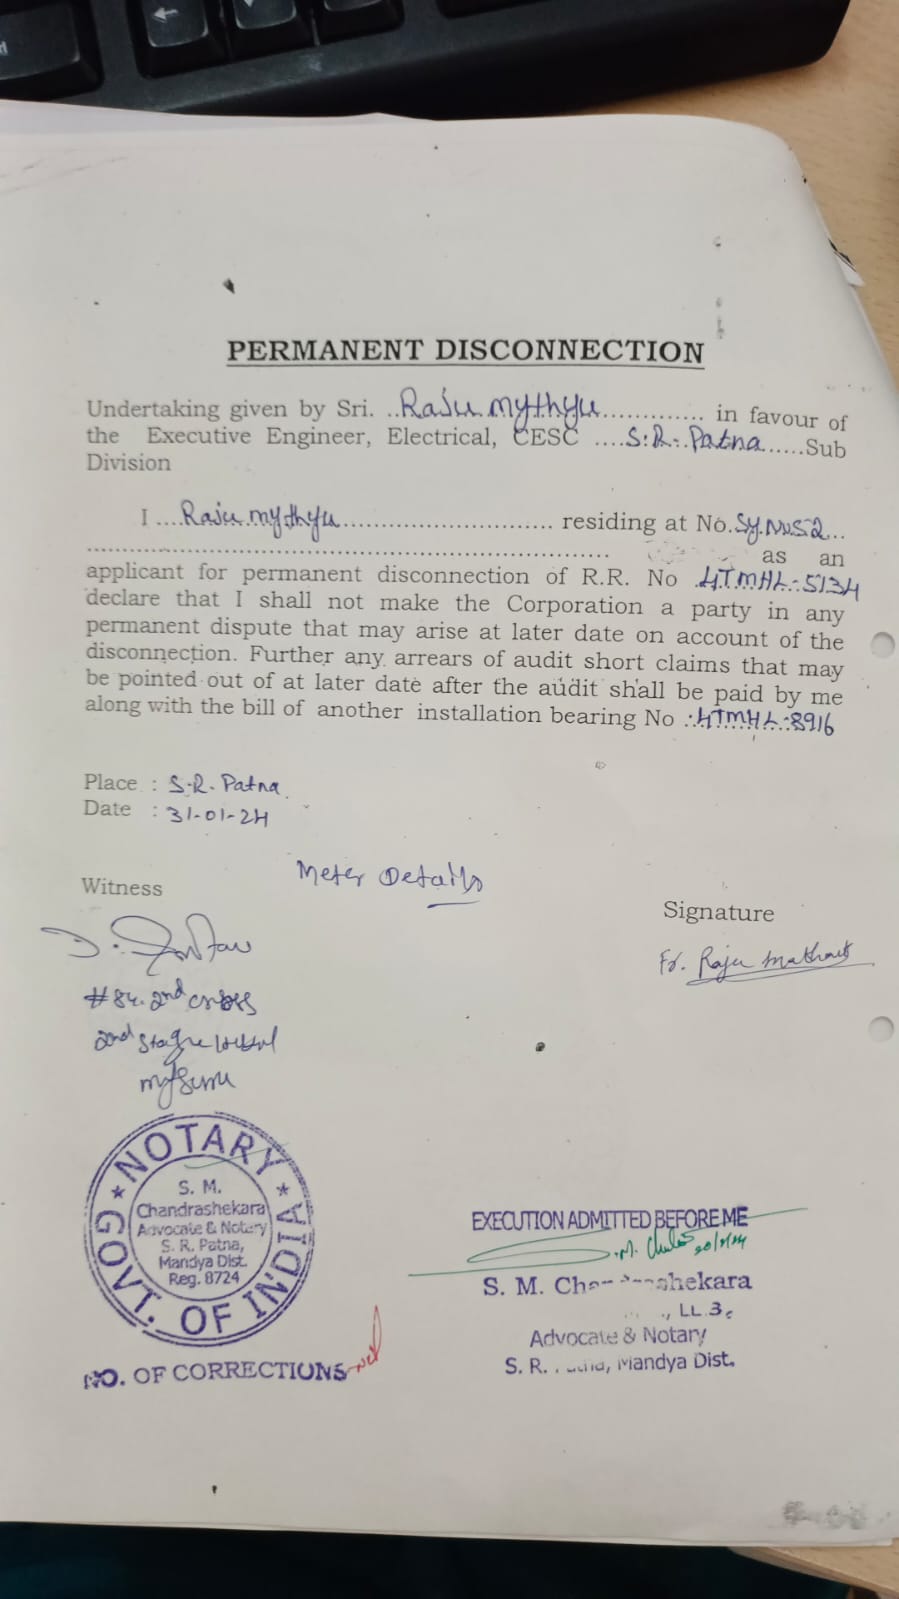 PERMANENT DISCONNECTION
Undertaking given by Sri. ..Raju mythyu............. in favour of
the Executive Engineer, Electrical, CESC ....S.R. Patna......Sub
Division
I ....Raju mythyu.............................. residing at No.Sy.No.52...
.......................................................................... as an
applicant for permanent disconnection of R.R. No .HTMHL-5134
declare that I shall not make the Corporation a party in any
permanent dispute that may arise at later date on account of the
disconnection. Further any arrears of audit short claims that may
be pointed out of at later date after the audit shall be paid by me
along with the bill of another installation bearing No .HTMHL-8916
Place : S.R. Patna
Date : 31-01-24
Meter Details
Witness
Signature
Fr. Raju
#84. 2nd cross
2nd Stage
NOTARY
GOVT. OF INDIA
S. M.
Chandrashekara
Advocate & Notary
S. R. Patna,
Mandya Dist.
Reg. 8724
NO. OF CORRECTIONS
EXECUTION ADMITTED BEFORE ME
S. M. shekara
Advocate & Notary
S. R. Mandya Dist.